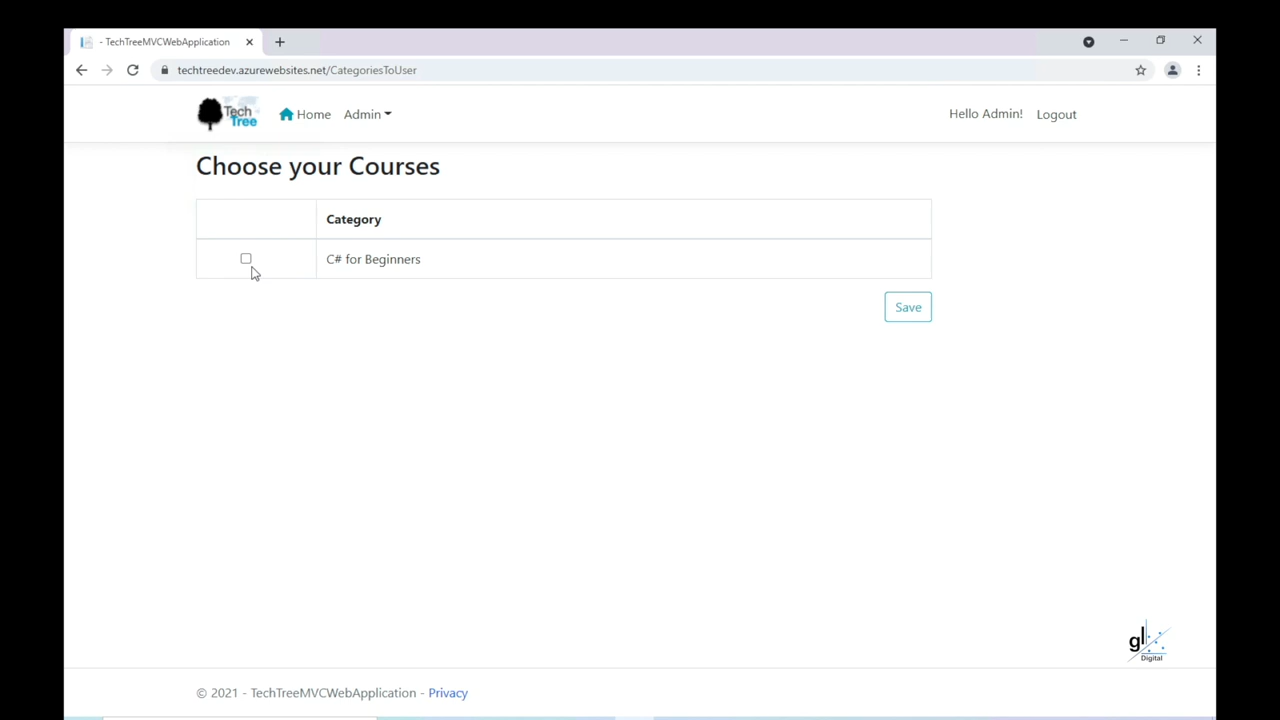 - TechTreeMVCWebApplication
techtreedev.azurewebsites.net/CategoriesToUser
Tech
Tree
Home
Admin
Hello Admin!
Logout
Choose your Courses
Category
C# for Beginners
Save
gl
Digital
© 2021 - TechTreeMVCWebApplication - Privacy